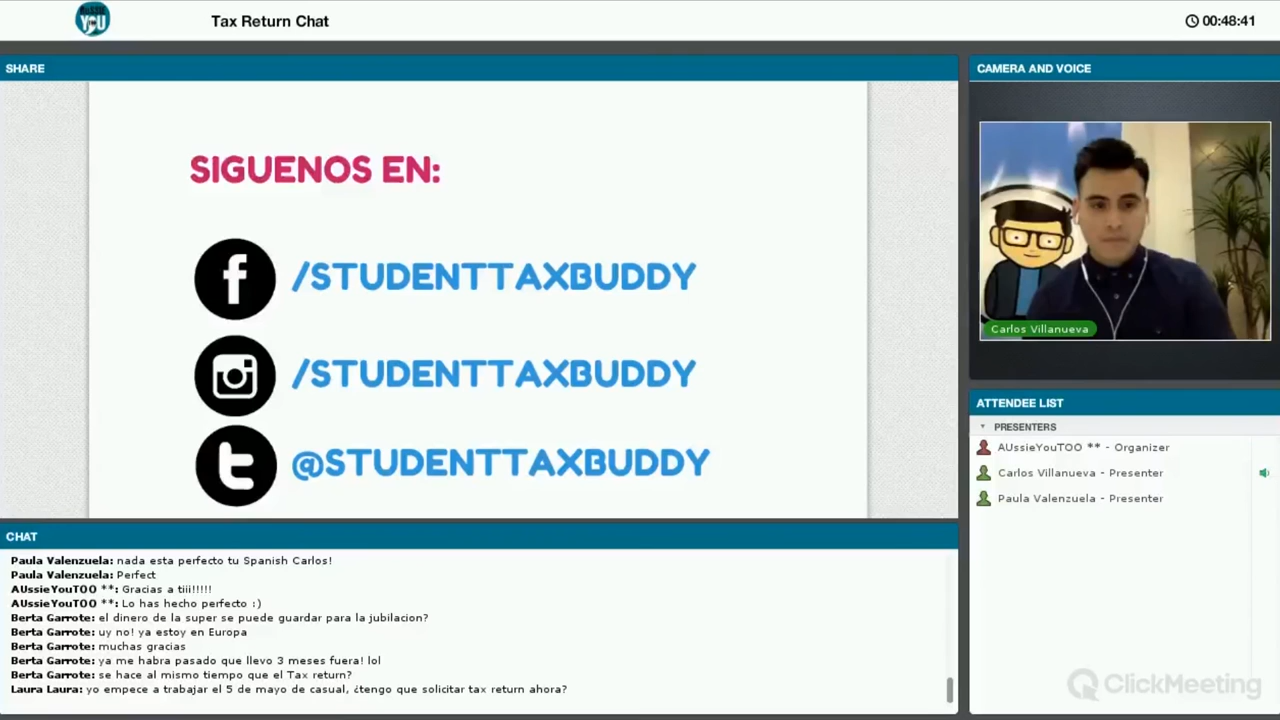 AUSSIE
YOU
TOO
Tax Return Chat
00:48:41
SHARE
CAMERA AND VOICE
SIGUENOS EN:
/STUDENTTAXBUDDY
/STUDENTTAXBUDDY
@STUDENTTAXBUDDY
Carlos Villanueva
ATTENDEE LIST
PRESENTERS
AUssieYouTOO ** - Organizer
Carlos Villanueva - Presenter
Paula Valenzuela - Presenter
CHAT
Paula Valenzuela: nada esta perfecto tu Spanish Carlos!
Paula Valenzuela: Perfect
AUssieYouTOO **: Gracias a tiii!!!!!
AUssieYouTOO **: Lo has hecho perfecto :)
Berta Garrote: el dinero de la super se puede guardar para la jubilacion?
Berta Garrote: uy no! ya estoy en Europa
Berta Garrote: muchas gracias
Berta Garrote: ya me habra pasado que llevo 3 meses fuera! lol
Berta Garrote: se hace al mismo tiempo que el Tax return?
Laura Laura: yo empece a trabajar el 5 de mayo de casual, ¿tengo que solicitar tax return ahora?
ClickMeeting